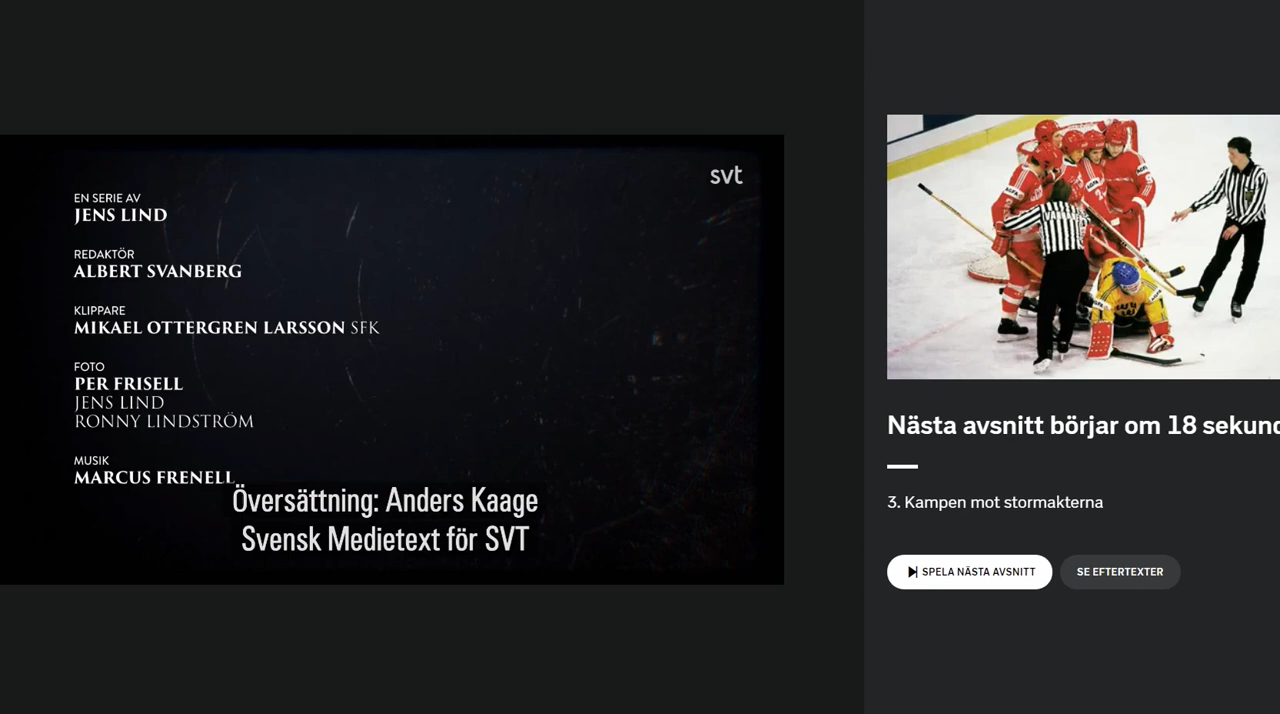 svt
EN SERIE AV
JENS LIND
REDAKTÖR
ALBERT SVANBERG
KLIPPARE
MIKAEL OTTERGREN LARSSON SFK
FOTO
PER FRISELL
JENS LIND
RONNY LINDSTRÖM
MUSIK
MARCUS FRENELL
Översättning: Anders Kaage
Svensk Medietext för SVT
Nästa avsnitt börjar om 18 sekund
3. Kampen mot stormakterna
SPELA NÄSTA AVSNITT
SE EFTERTEXTER